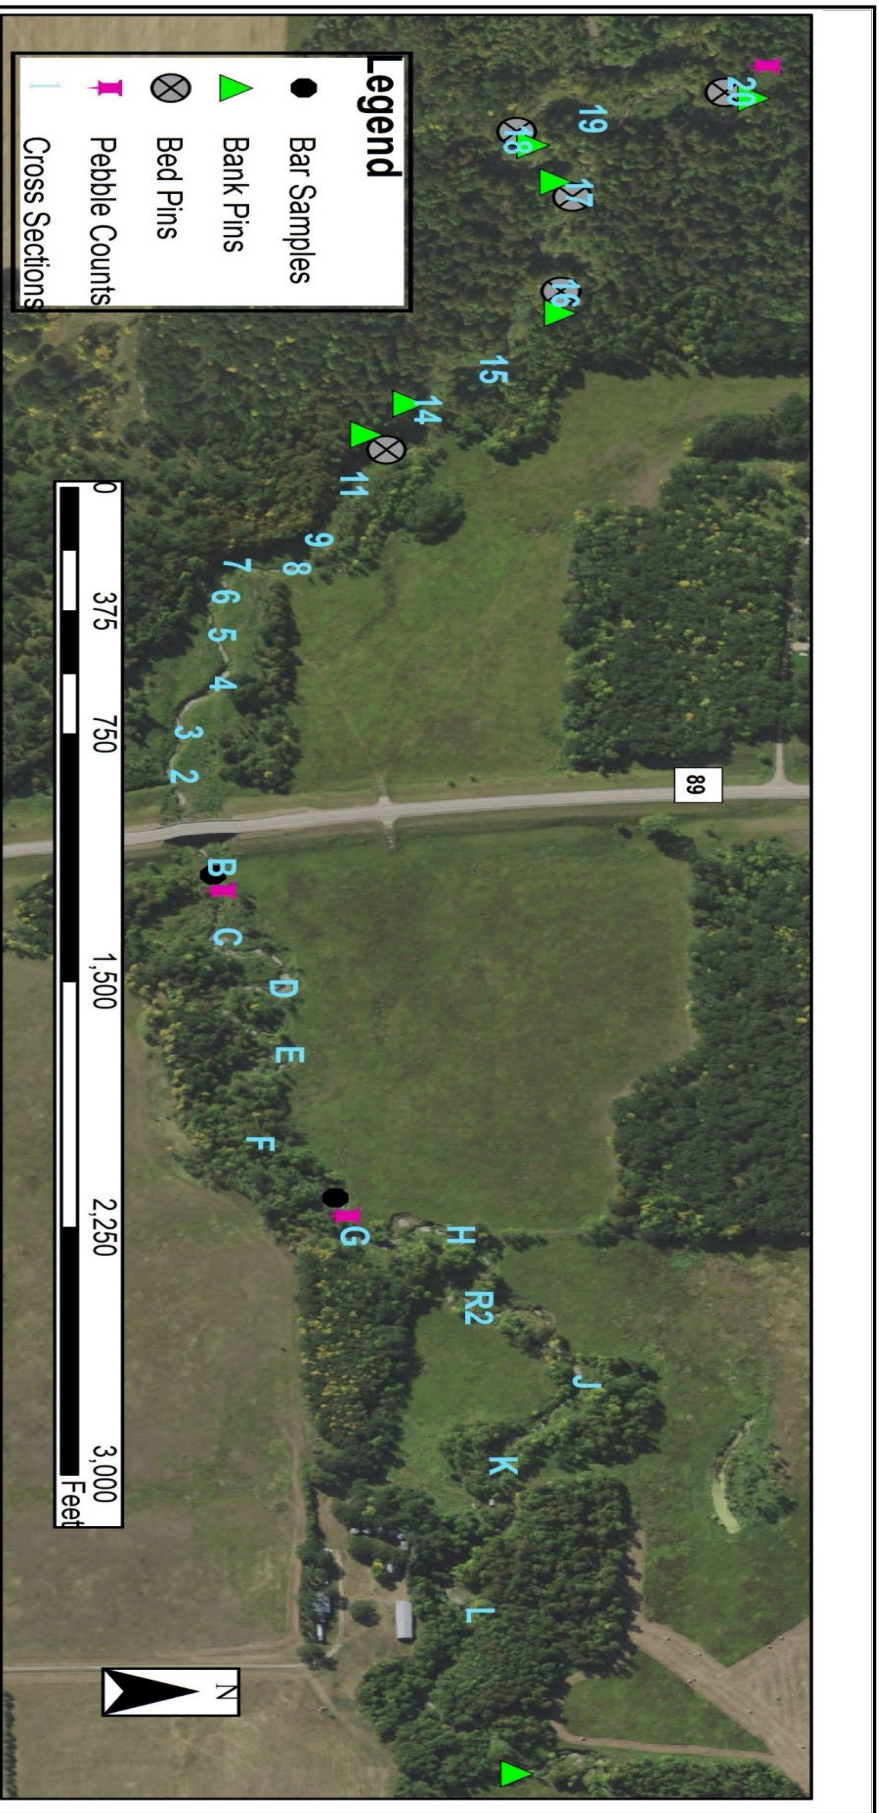 Legend
Bar Samples
Bank Pins
Bed Pins
Pebble Counts
1 Cross Sections
20
19
18
17
16
15
14
11
9
8
7
6
5
4
3
2
89
B
C
D
E
F
G
H
R2
J
K
L
0 375 750 1,500 2,250 3,000
Feet
N